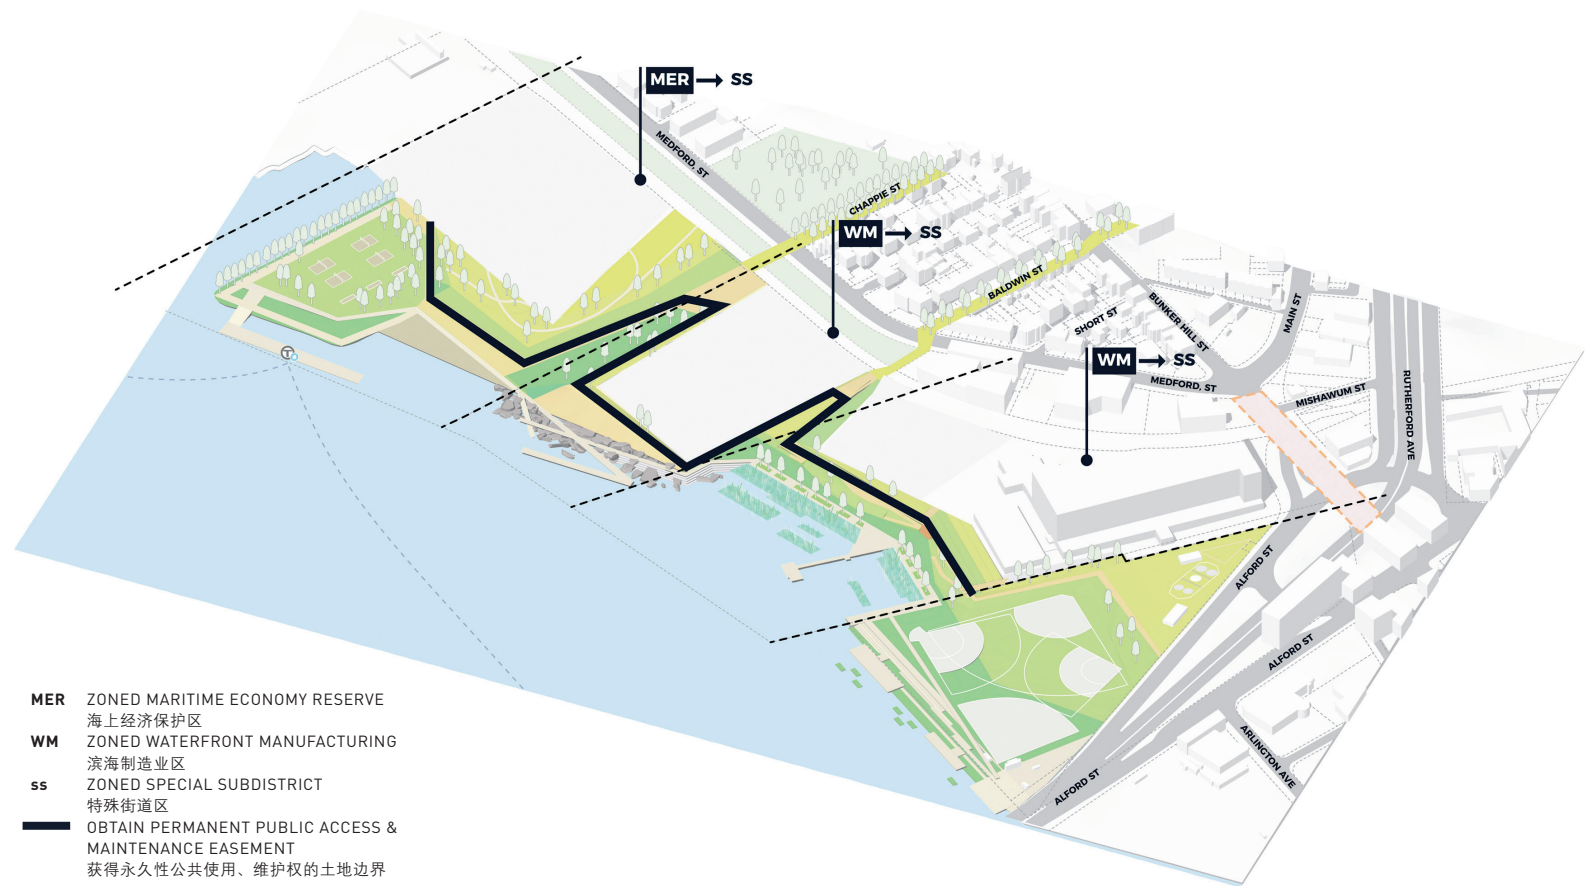 MER → SS
MEDFORD, ST
CHAPPIE ST
WM → SS
BALDWIN ST
SHORT ST
BUNKER HILL ST
MAIN ST
WM → SS
MEDFORD, ST
MISHAWUM ST
RUTHERFORD AVE
T
ALFORD ST
ALFORD ST
ARLINGTON AVE
ALFORD ST
MER ZONED MARITIME ECONOMY RESERVE
海上经济保护区
WM ZONED WATERFRONT MANUFACTURING
滨海制造业区
ss ZONED SPECIAL SUBDISTRICT
特殊街道区
OBTAIN PERMANENT PUBLIC ACCESS &
MAINTENANCE EASEMENT
获得永久性公共使用、维护权的土地边界